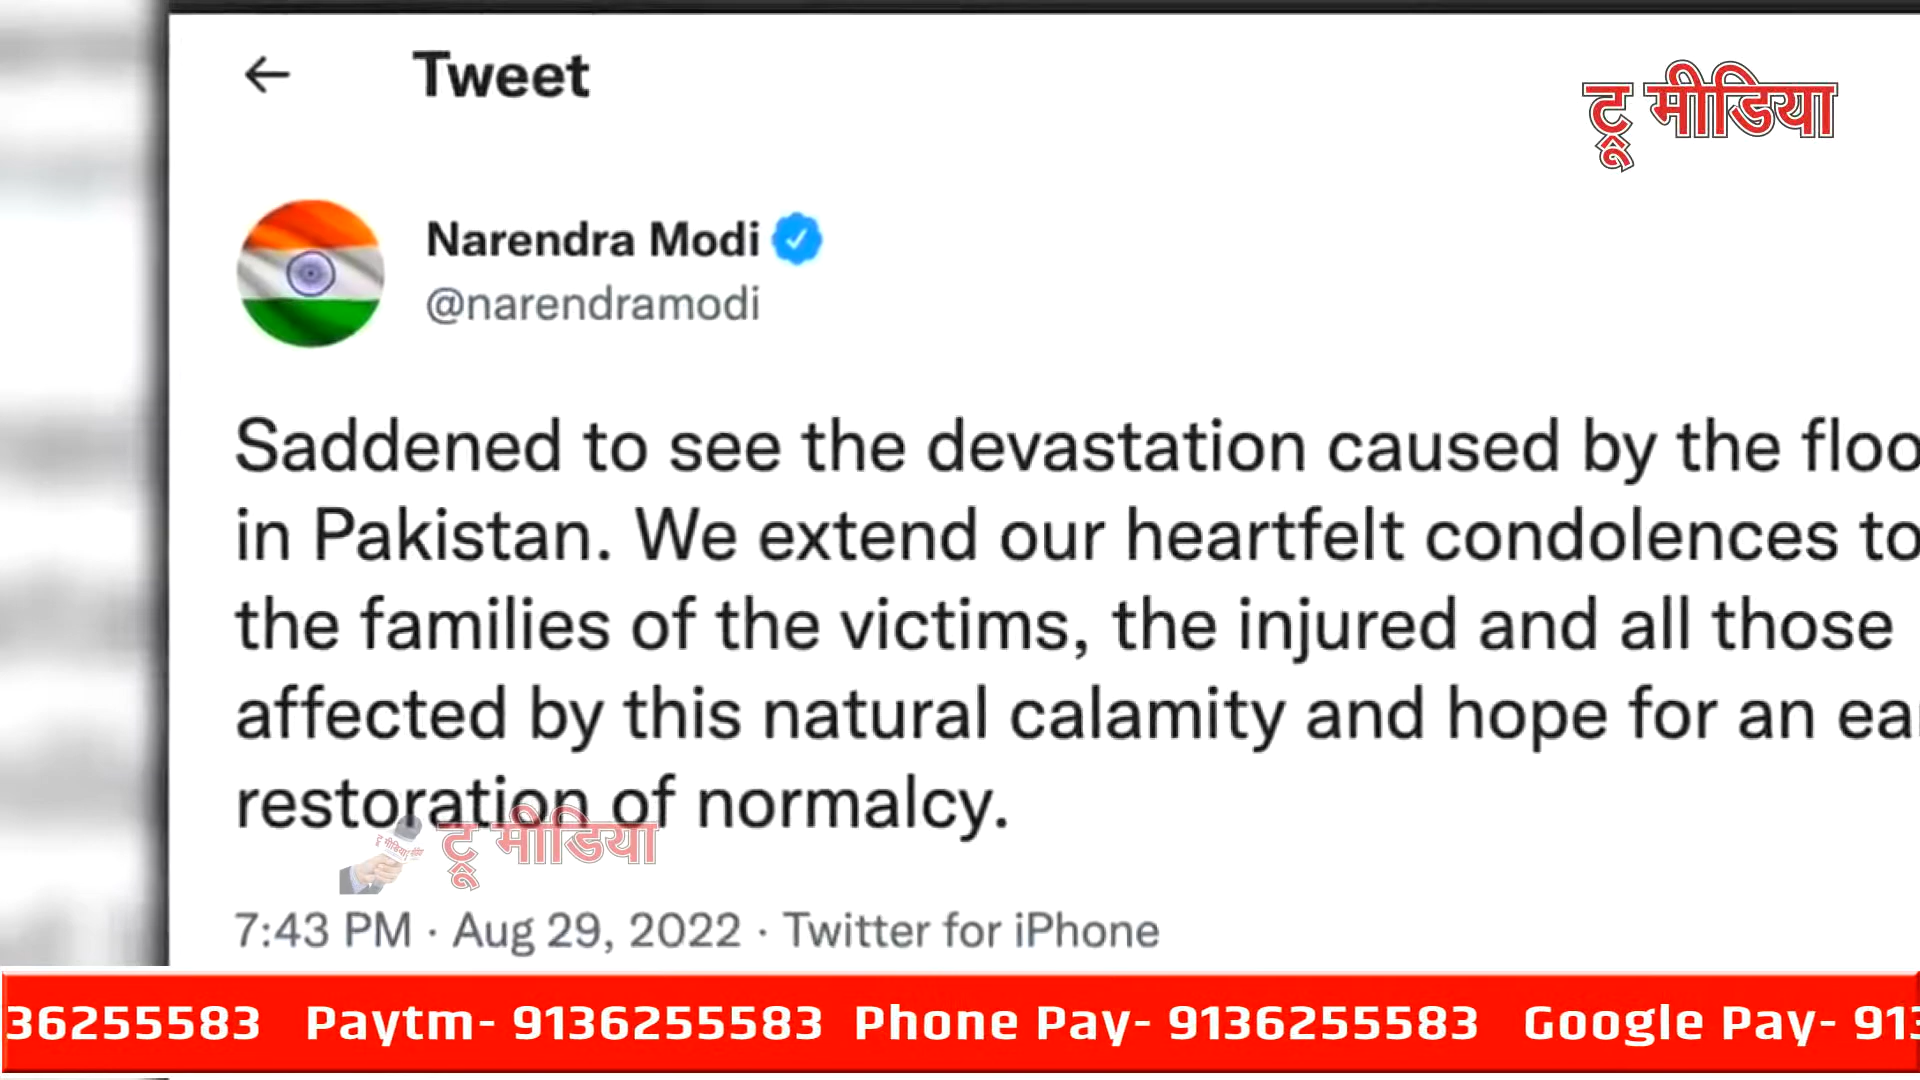 Tweet
ट्रू मीडिया
Narendra Modi
@narendramodi
Saddened to see the devastation caused by the floo
in Pakistan. We extend our heartfelt condolences to
the families of the victims, the injured and all those
affected by this natural calamity and hope for an ea
restoration of normalcy.
ट्रू मीडिया
7:43 PM · Aug 29, 2022 · Twitter for iPhone
36255583 Paytm- 9136255583 Phone Pay- 9136255583 Google Pay- 913